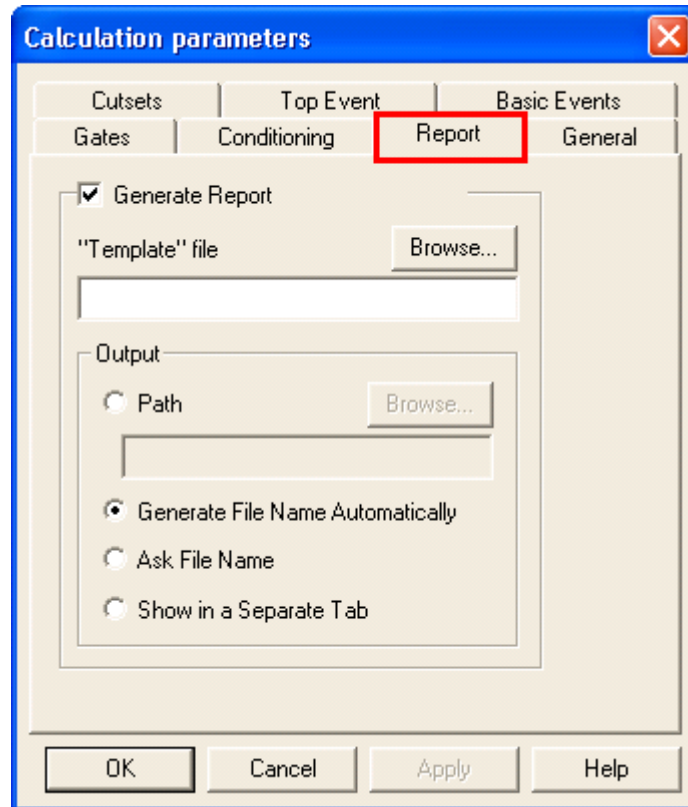 Calculation parameters
Cutsets Top Event Basic Events
Gates Conditioning Report General
Generate Report
"Template" file Browse...
Output
Path Browse...
Generate File Name Automatically
Ask File Name
Show in a Separate Tab
OK Cancel Apply Help